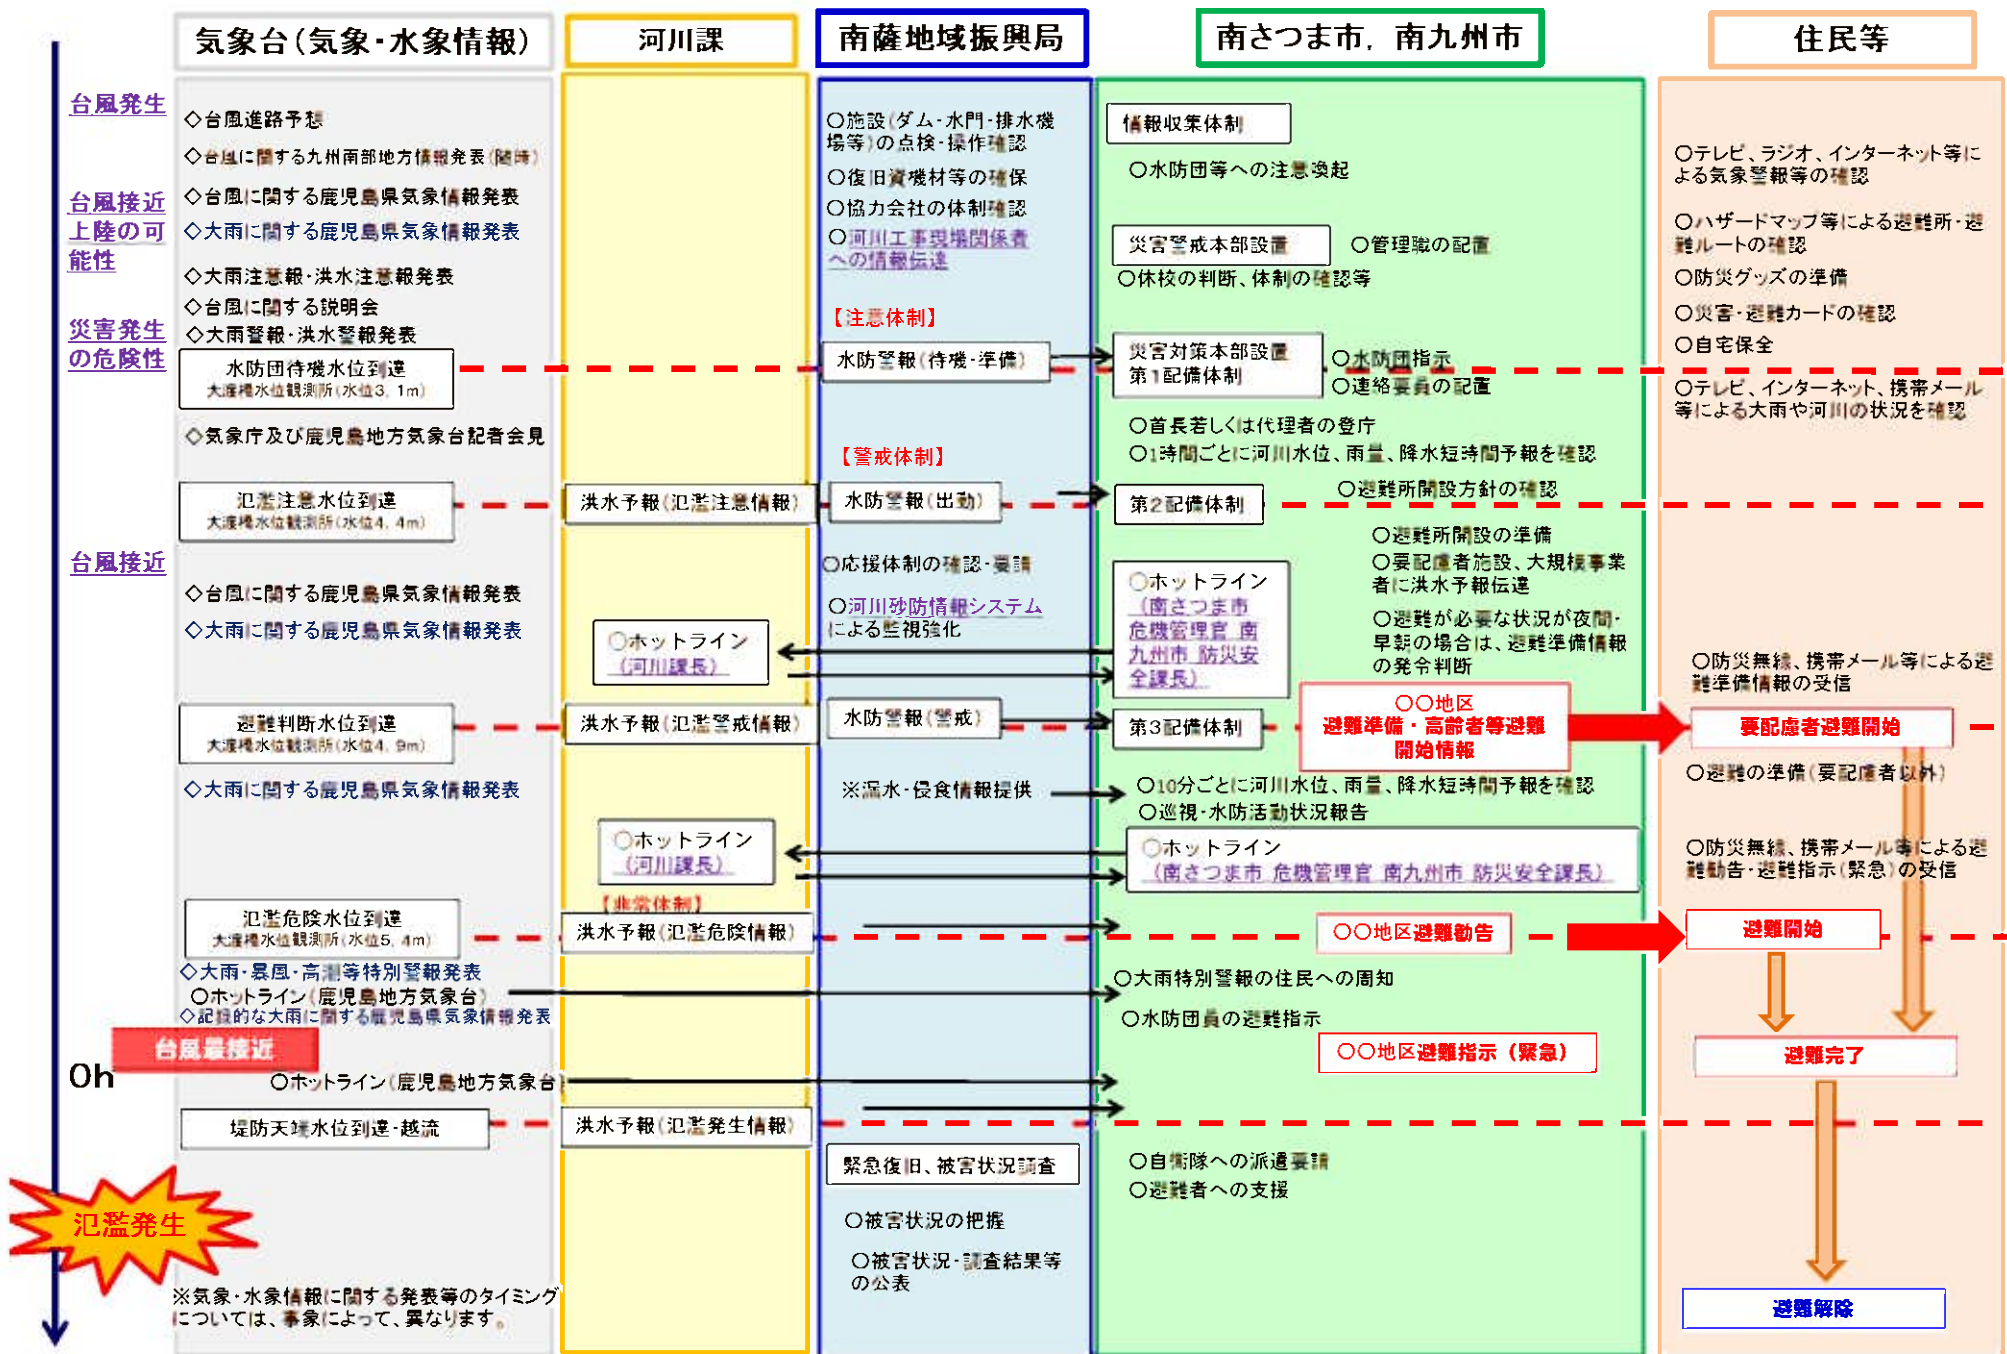 気象台(気象・水象情報)
河川課
南薩地域振興局
南さつま市, 南九州市
住民等
台風発生
台風接近
上陸の可
能性
災害発生
の危険性
台風接近
0h
台風最接近
氾濫発生
◇台風進路予想
◇台風に関する九州南部地方情報発表(随時)
◇台風に関する鹿児島県気象情報発表
◇大雨に関する鹿児島県気象情報発表
◇大雨注意報・洪水注意報発表
◇台風に関する説明会
◇大雨警報・洪水警報発表
水防団待機水位到達
大渡橋水位観測所(水位3．1m)
◇気象庁及び鹿児島地方気象台記者会見
氾濫注意水位到達
大渡橋水位観測所(水位4．4m)
◇台風に関する鹿児島県気象情報発表
◇大雨に関する鹿児島県気象情報発表
避難判断水位到達
大渡橋水位観測所(水位4．9m)
◇大雨に関する鹿児島県気象情報発表
氾濫危険水位到達
大渡橋水位観測所(水位5．4m)
◇大雨・暴風・高潮等特別警報発表
○ホットライン(鹿児島地方気象台)
◇記録的な大雨に関する鹿児島県気象情報発表
○ホットライン(鹿児島地方気象台)
堤防天端水位到達・越流
※気象・水象情報に関する発表等のタイミング
については、事象によって、異なります。
洪水予報(氾濫注意情報)
○ホットライン
(河川課長)
洪水予報(氾濫警戒情報)
○ホットライン
(河川課長)
【非常体制】
洪水予報(氾濫危険情報)
洪水予報(氾濫発生情報)
○施設(ダム・水門・排水機
場等)の点検・操作確認
○復旧資機材等の確保
○協力会社の体制確認
○河川工事現場関係者
への情報伝達
【注意体制】
水防警報(待機・準備)
【警戒体制】
水防警報(出動)
○応援体制の確認・要請
○河川砂防情報システム
による監視強化
水防警報(警戒)
※漏水・侵食情報提供
緊急復旧、被害状況調査
○被害状況の把握
○被害状況・調査結果等
の公表
情報収集体制
○水防団等への注意喚起
災害警戒本部設置
○管理職の配置
○休校の判断、体制の確認等
災害対策本部設置
第1配備体制
○水防団指示
○連絡要員の配置
○首長若しくは代理者の登庁
○1時間ごとに河川水位、雨量、降水短時間予報を確認
第2配備体制
○避難所開設方針の確認
○避難所開設の準備
○要配慮者施設、大規模事業
者に洪水予報伝達
○避難が必要な状況が夜間・
早朝の場合は、避難準備情報
の発令判断
○ホットライン
(南さつま市
危機管理官 南
九州市 防災安
全課長)
第3配備体制
○○地区
避難準備・高齢者等避難
開始情報
○10分ごとに河川水位、雨量、降水短時間予報を確認
○巡視・水防活動状況報告
○ホットライン
(南さつま市 危機管理官 南九州市 防災安全課長)
○○地区避難勧告
○大雨特別警報の住民への周知
○水防団員の避難指示
○○地区避難指示（緊急）
○自衛隊への派遣要請
○避難者への支援
○テレビ、ラジオ、インターネット等に
よる気象警報等の確認
○ハザードマップ等による避難所・避
難ルートの確認
○防災グッズの準備
○災害・避難カードの確認
○自宅保全
○テレビ、インターネット、携帯メール
等による大雨や河川の状況を確認
○防災無線、携帯メール等による避
難準備情報の受信
要配慮者避難開始
○避難の準備(要配慮者以外)
○防災無線、携帯メール等による避
難勧告・避難指示(緊急)の受信
避難開始
避難完了
避難解除